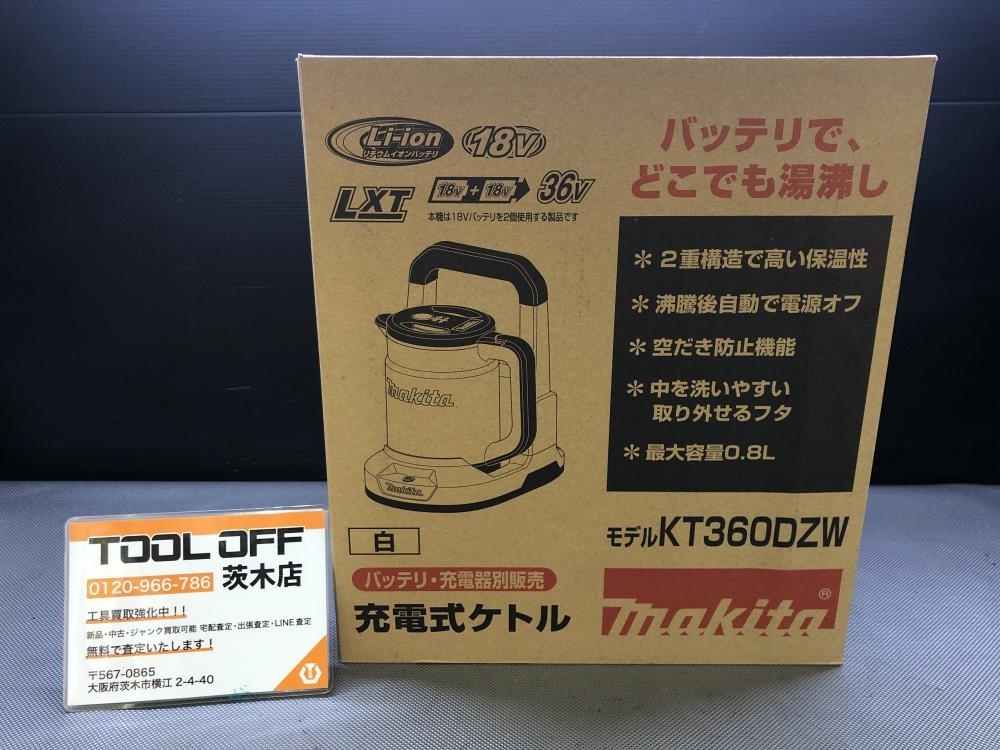 Li-ion
リチウムイオンバッテリ
18V
LXT
18V + 18V 36V
本機は18Vバッテリを2個使用する製品です
バッテリで、
どこでも湯沸し
＊ 2重構造で高い保温性
＊ 沸騰後自動で電源オフ
＊ 空だき防止機能
＊ 中を洗いやすい
取り外せるフタ
＊ 最大容量0.8L
OFF
makita
makita
白
モデルKT360DZW
バッテリ・充電器別販売
充電式ケトル
makita®
TOOL OFF
0120-966-786 茨木店
工具買取強化中!!
新品・中古・ジャンク買取可能 宅配査定・出張査定・LINE査定
無料で査定いたします!
〒567-0865
大阪府茨木市横江2-4-40